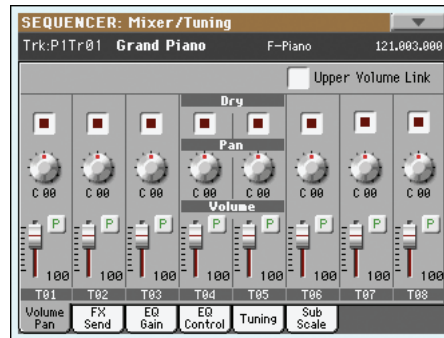 SEQUENCER: Mixer/Tuning
Trk:P1Tr01 Grand Piano F-Piano 121.003.000
Upper Volume Link
Dry
Pan
C 00 C 00 C 00 C 00 C 00 C 00 C 00 C 00
Volume
P P P P P P P P
100 100 100 100 100 100 100 100
T01 T02 T03 T04 T05 T06 T07 T08
Volume Pan FX Send EQ Gain EQ Control Tuning Sub Scale